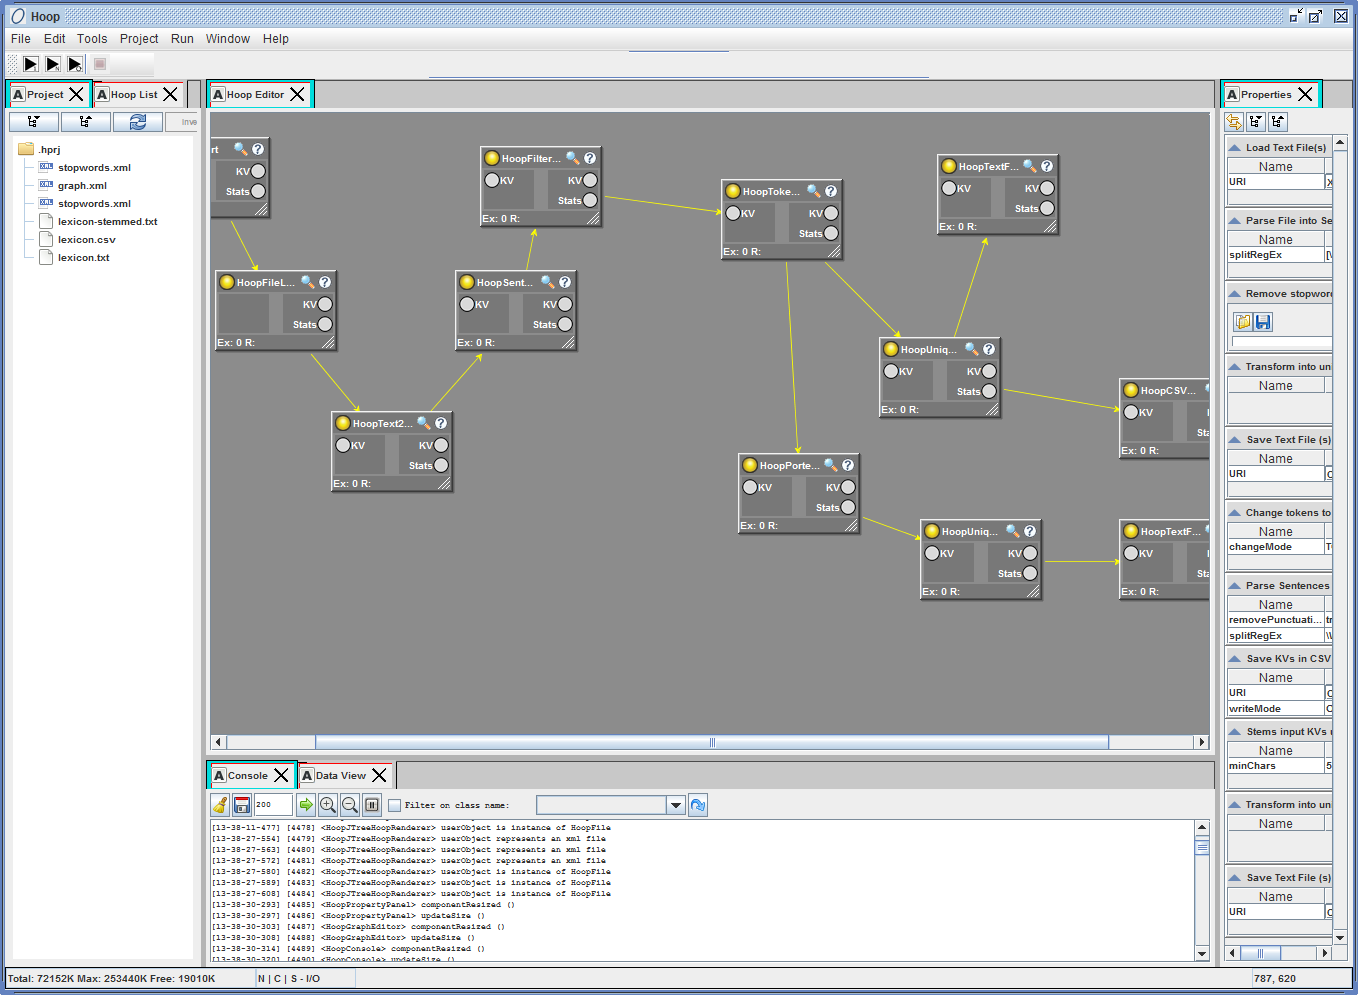 Hoop
File Edit Tools Project Run Window Help
A Project
A Hoop List
A Hoop Editor
A Properties
Inve
.hprj
stopwords.xml
graph.xml
stopwords.xml
lexicon-stemmed.txt
lexicon.csv
lexicon.txt
rt ?
KV
Stats
HoopFilter... ?
KV KV
Stats
Ex: 0 R:
HoopToke... ?
KV KV
Stats
Ex: 0 R:
HoopTextF... ?
KV KV
Stats
Ex: 0 R:
HoopFileL... ?
KV
Stats
Ex: 0 R:
HoopSent... ?
KV KV
Stats
Ex: 0 R:
HoopUniq... ?
KV KV
Stats
Ex: 0 R:
HoopCSV...
KV
Sta
Ex: 0 R:
HoopText2... ?
KV KV
Stats
Ex: 0 R:
HoopPorte... ?
KV KV
Stats
Ex: 0 R:
HoopUniq... ?
KV KV
Stats
Ex: 0 R:
HoopTextF...
KV
Sta
Ex: 0 R:
Load Text File(s)
Name
URI
Parse File into Se
Name
splitRegEx
Remove stopword
Transform into un
Name
Save Text File (s)
Name
URI
Change tokens to
Name
changeMode
Parse Sentences
Name
removePunctuati... tr
splitRegEx
Save KVs in CSV
Name
URI
writeMode
Stems input KVs
Name
minChars 5
Transform into un
Name
Save Text File (s)
Name
URI
A Console
A Data View
200
Filter on class name:
[13-38-11-477] [4478] <HoopJTreeHoopRenderer> userObject is instance of HoopFile
[13-38-27-554] [4479] <HoopJTreeHoopRenderer> userObject represents an xml file
[13-38-27-563] [4480] <HoopJTreeHoopRenderer> userObject represents an xml file
[13-38-27-572] [4481] <HoopJTreeHoopRenderer> userObject represents an xml file
[13-38-27-580] [4482] <HoopJTreeHoopRenderer> userObject is instance of HoopFile
[13-38-27-589] [4483] <HoopJTreeHoopRenderer> userObject is instance of HoopFile
[13-38-27-608] [4484] <HoopJTreeHoopRenderer> userObject is instance of HoopFile
[13-38-30-293] [4485] <HoopPropertyPanel> componentResized ()
[13-38-30-297] [4486] <HoopPropertyPanel> updateSize ()
[13-38-30-303] [4487] <HoopGraphEditor> componentResized ()
[13-38-30-308] [4488] <HoopGraphEditor> updateSize ()
[13-38-30-314] [4489] <HoopConsole> componentResized ()
[13-38-30-320] [4490] <HoopConsole> updateSize ()
Total: 72152K Max: 253440K Free: 19010K
N | C | S - I/O
787, 620